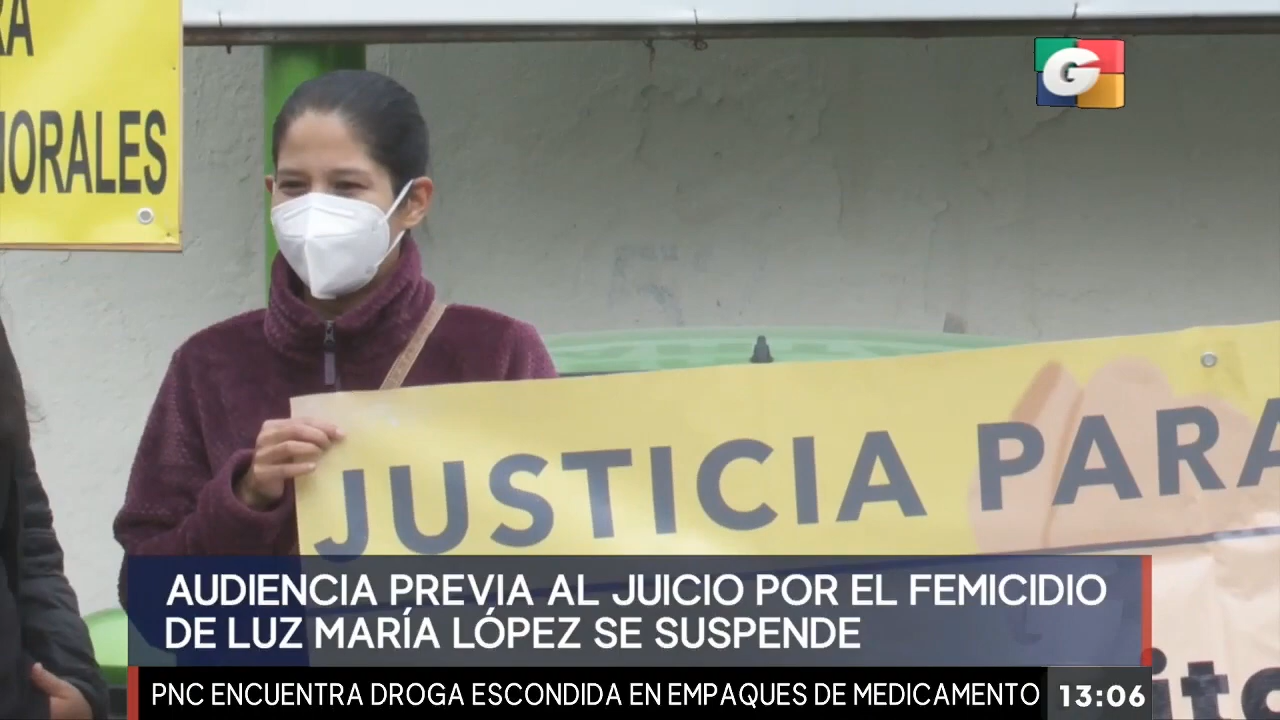 MORALES
G
JUSTICIA PARA
AUDIENCIA PREVIA AL JUICIO POR EL FEMICIDIO
DE LUZ MARÍA LÓPEZ SE SUSPENDE
PNC ENCUENTRA DROGA ESCONDIDA EN EMPAQUES DE MEDICAMENTO
13:06